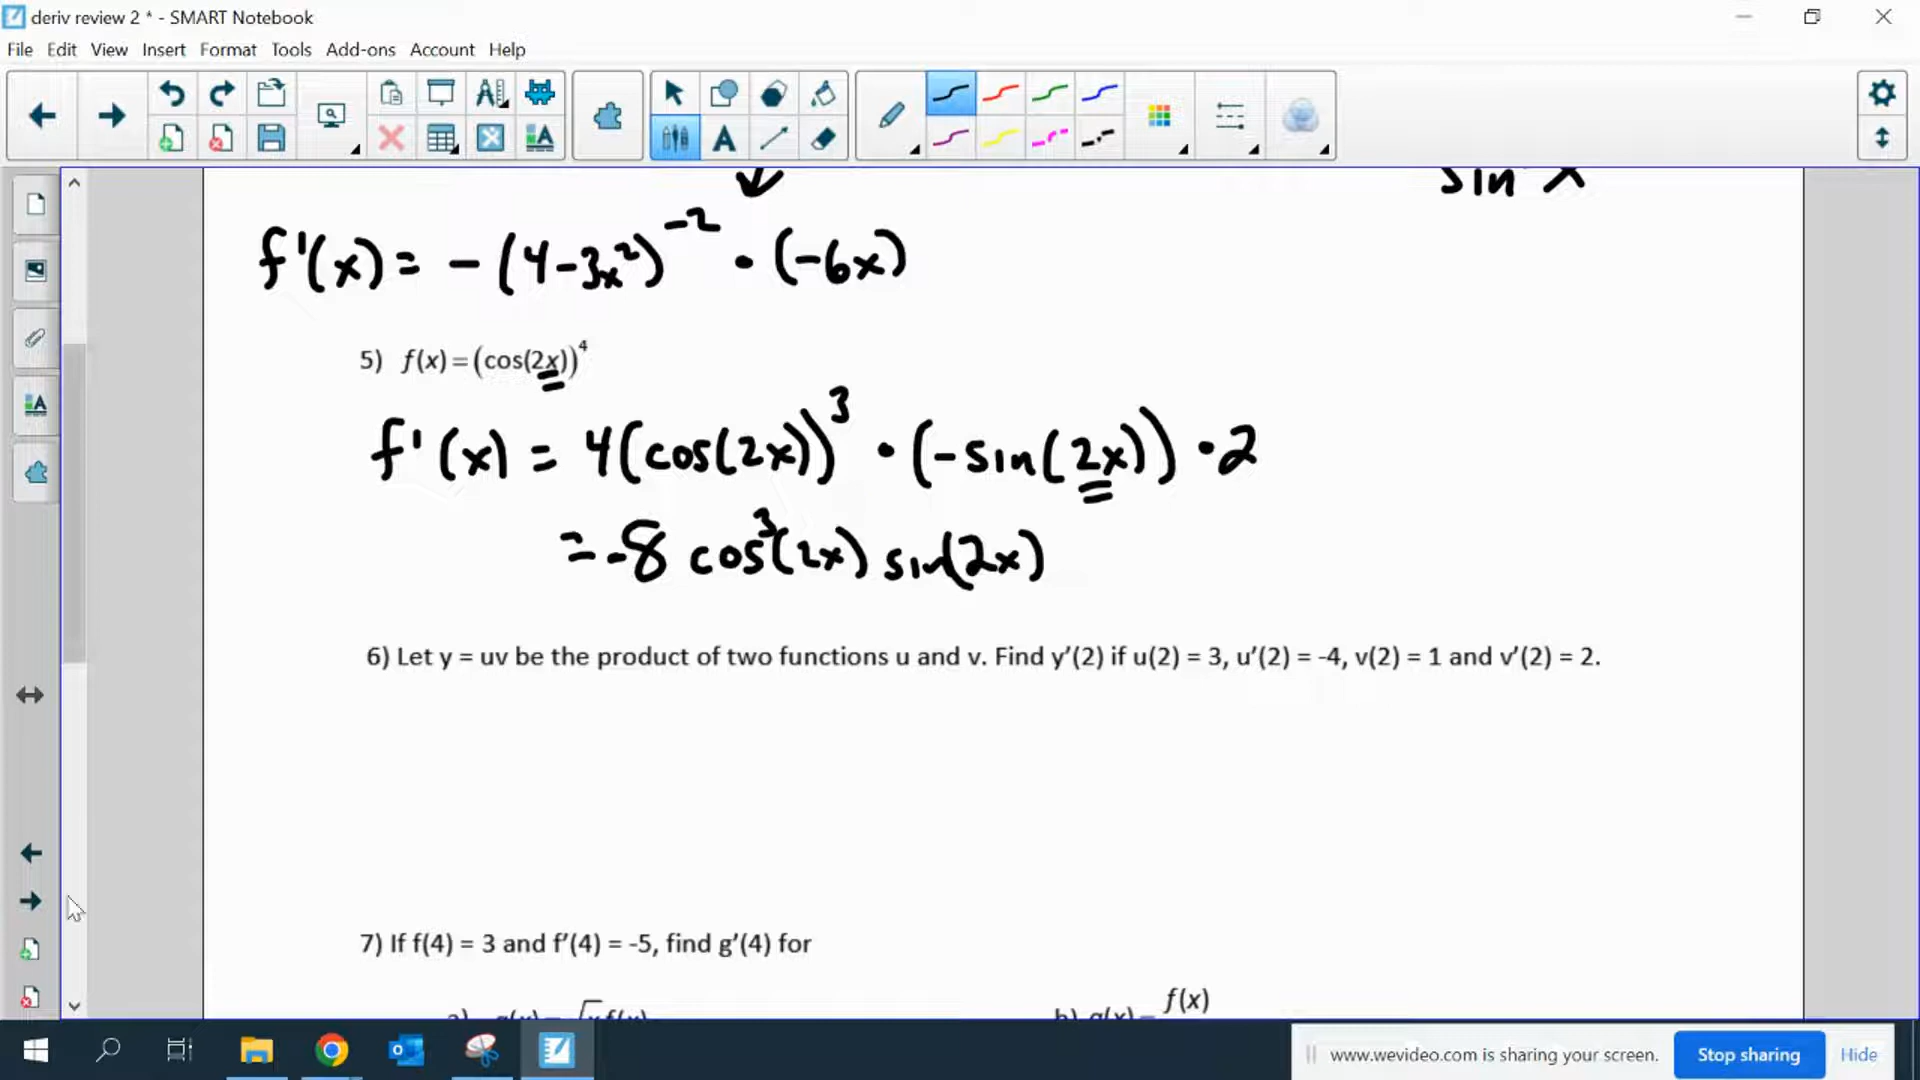 deriv review 2 * - SMART Notebook
File Edit View Insert Format Tools Add-ons Account Help
sin x
f'(x) = -(4-3x²)⁻² • (-6x)
5) f(x) = (cos(2x))⁴
f'(x) = 4(cos(2x))³ • (-sin(2x)) • 2
= -8 cos³(2x) sin(2x)
6) Let y = uv be the product of two functions u and v. Find y′(2) if u(2) = 3, u′(2) = -4, v(2) = 1 and v′(2) = 2.
7) If f(4) = 3 and f′(4) = -5, find g′(4) for
a) g(x) = √x f(x) b) g(x) = f(x)
www.wevideo.com is sharing your screen. Stop sharing Hide